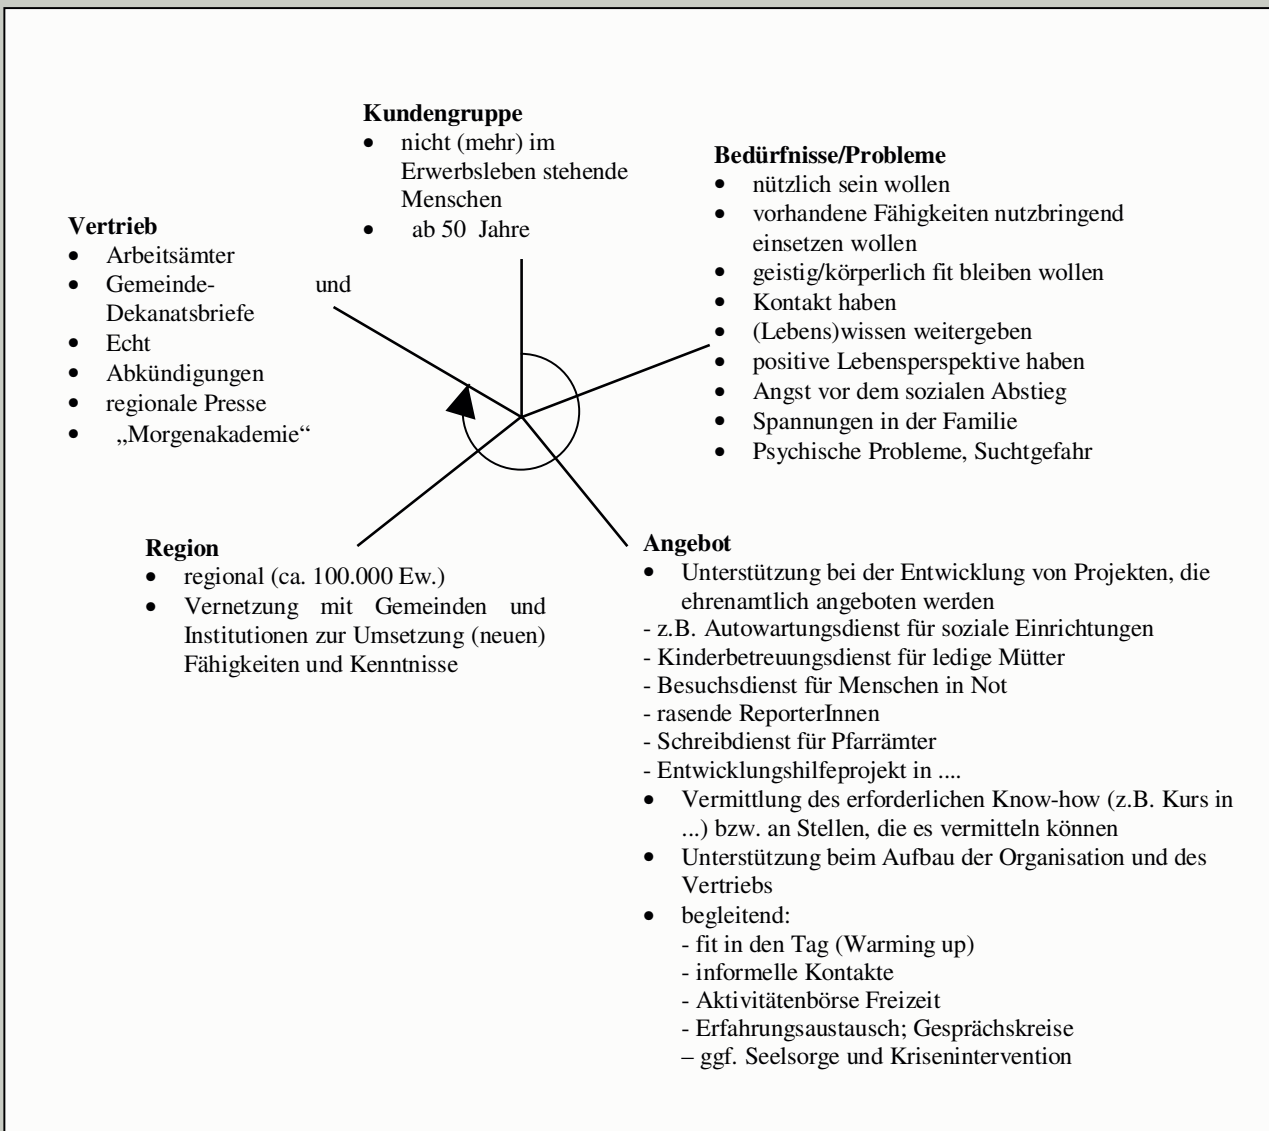 Kundengruppe
• nicht (mehr) im
Erwerbsleben stehende
Menschen
• ab 50 Jahre
Bedürfnisse/Probleme
• nützlich sein wollen
• vorhandene Fähigkeiten nutzbringend
einsetzen wollen
• geistig/körperlich fit bleiben wollen
• Kontakt haben
• (Lebens)wissen weitergeben
• positive Lebensperspektive haben
• Angst vor dem sozialen Abstieg
• Spannungen in der Familie
• Psychische Probleme, Suchtgefahr
Vertrieb
• Arbeitsämter
• Gemeinde- und
Dekanatsbriefe
• Echt
• Abkündigungen
• regionale Presse
• „Morgenakademie“
Region
• regional (ca. 100.000 Ew.)
• Vernetzung mit Gemeinden und
Institutionen zur Umsetzung (neuen)
Fähigkeiten und Kenntnisse
Angebot
• Unterstützung bei der Entwicklung von Projekten, die
ehrenamtlich angeboten werden
- z.B. Autowartungsdienst für soziale Einrichtungen
- Kinderbetreuungsdienst für ledige Mütter
- Besuchsdienst für Menschen in Not
- rasende ReporterInnen
- Schreibdienst für Pfarrämter
- Entwicklungshilfeprojekt in ....
• Vermittlung des erforderlichen Know-how (z.B. Kurs in
...) bzw. an Stellen, die es vermitteln können
• Unterstützung beim Aufbau der Organisation und des
Vertriebs
• begleitend:
- fit in den Tag (Warming up)
- informelle Kontakte
- Aktivitätenbörse Freizeit
- Erfahrungsaustausch; Gesprächskreise
– ggf. Seelsorge und Krisenintervention